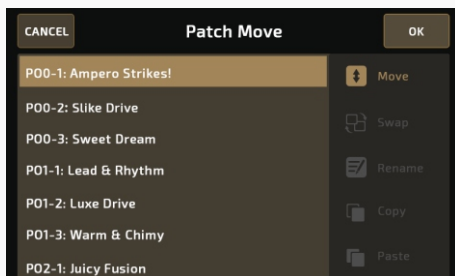 CANCEL
Patch Move
OK
P00-1: Ampero Strikes!
Move
P00-2: Slike Drive
Swap
P00-3: Sweet Dream
P01-1: Lead & Rhythm
Rename
P01-2: Luxe Drive
Copy
P01-3: Warm & Chimy
P02-1: Juicy Fusion
Paste